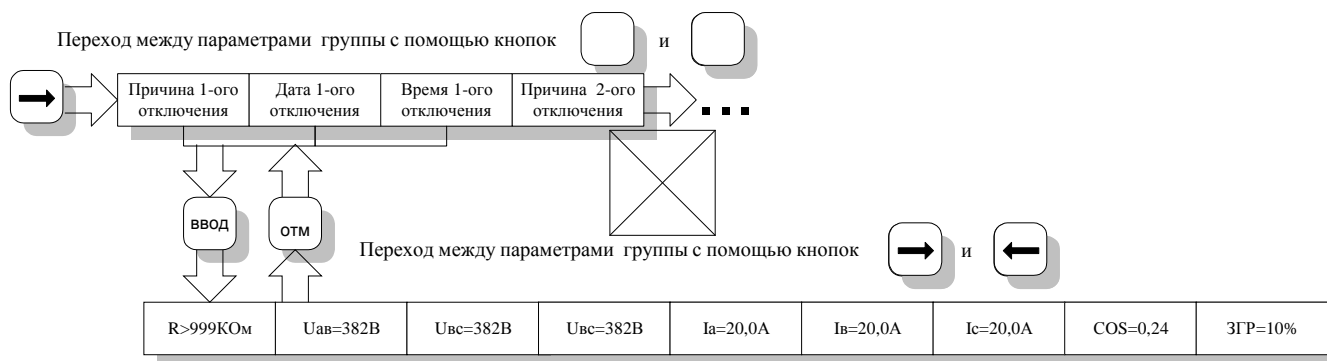 Переход между параметрами группы с помощью кнопок и
Причина 1-ого отключения
Дата 1-ого отключения
Время 1-ого отключения
Причина 2-ого отключения
...
ввод
отм
Переход между параметрами группы с помощью кнопок и
R>999КОм
Uав=382В
Uвс=382В
Uвс=382В
Iа=20,0А
Iв=20,0А
Iс=20,0А
COS=0,24
ЗГР=10%